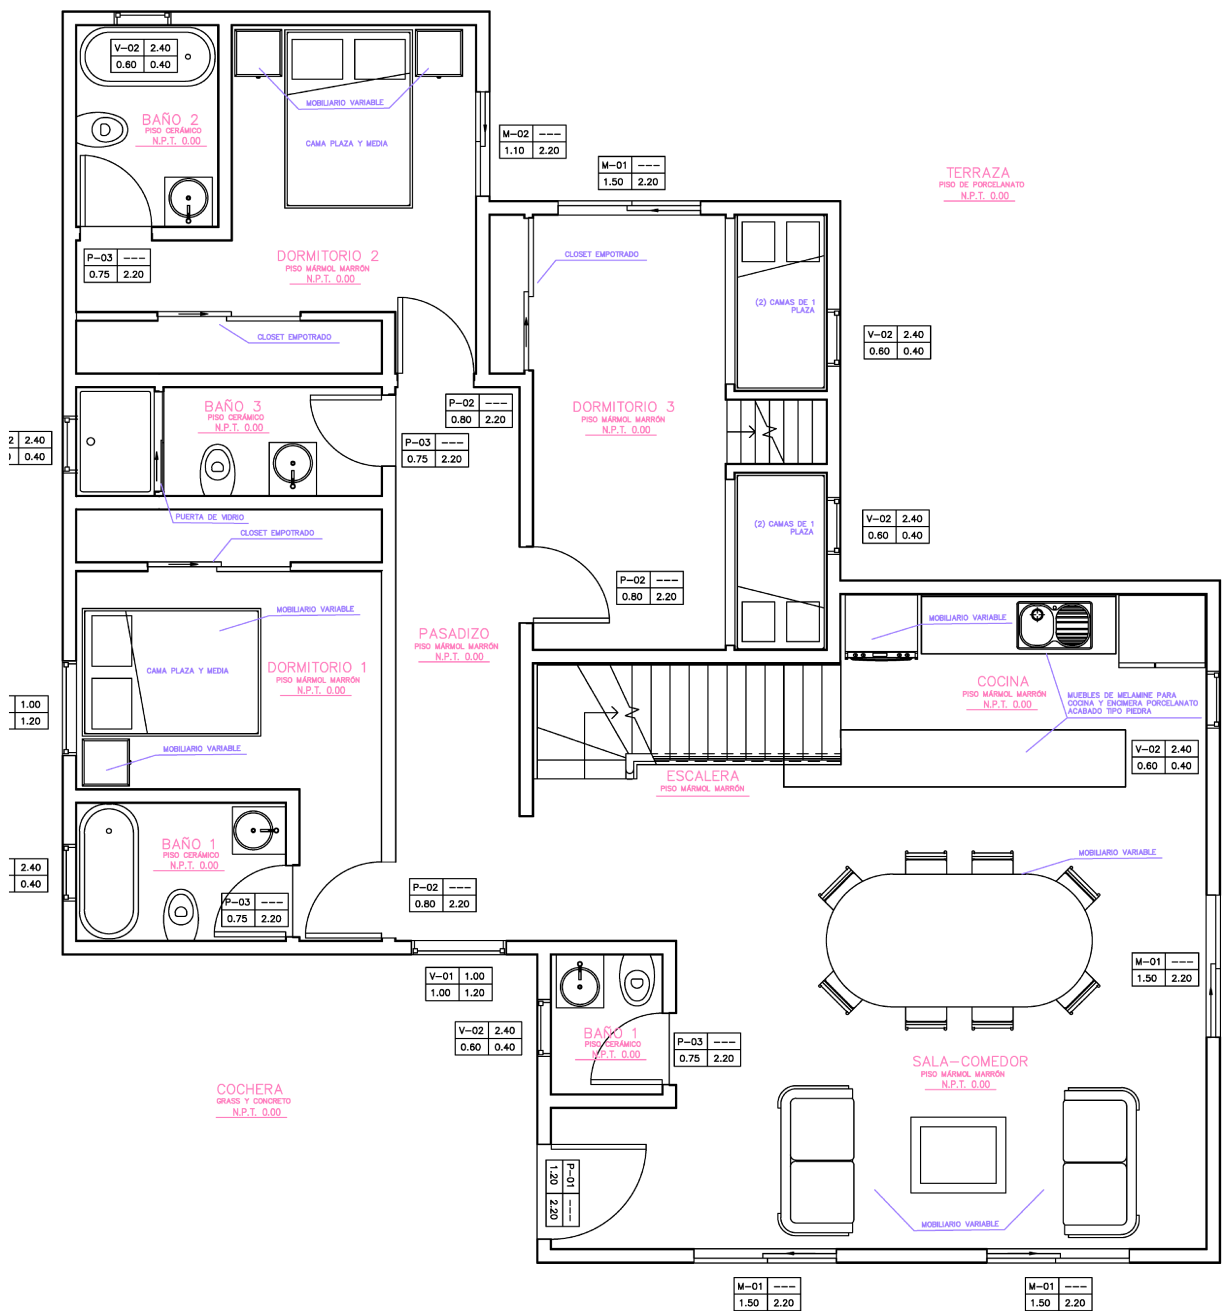 V-02 2.40
0.60 0.40
MOBILIARIO VARIABLE
BAÑO 2
PISO CERÁMICO
N.P.T. 0.00
CAMA PLAZA Y MEDIA
M-02 ---
1.10 2.20
M-01 ---
1.50 2.20
TERRAZA
PISO DE PORCELANATO
N.P.T. 0.00
P-03 ---
0.75 2.20
DORMITORIO 2
PISO MÁRMOL MARRÓN
N.P.T. 0.00
CLOSET EMPOTRADO
(2) CAMAS DE 1
PLAZA
CLOSET EMPOTRADO
V-02 2.40
0.60 0.40
BAÑO 3
PISO CERÁMICO
N.P.T. 0.00
P-02 ---
0.80 2.20
DORMITORIO 3
PISO MÁRMOL MARRÓN
N.P.T. 0.00
2 2.40
0.40
P-03 ---
0.75 2.20
PUERTA DE VIDRIO
CLOSET EMPOTRADO
(2) CAMAS DE 1
PLAZA
V-02 2.40
0.60 0.40
P-02 ---
0.80 2.20
MOBILIARIO VARIABLE
MOBILIARIO VARIABLE
PASADIZO
PISO MÁRMOL MARRÓN
N.P.T. 0.00
CAMA PLAZA Y MEDIA
DORMITORIO 1
PISO MÁRMOL MARRÓN
N.P.T. 0.00
COCINA
PISO MÁRMOL MARRÓN
N.P.T. 0.00
MUEBLES DE MELAMINE PARA
COCINA Y ENCIMERA PORCELANATO
ACABADO TIPO PIEDRA
1.00
1.20
MOBILIARIO VARIABLE
V-02 2.40
0.60 0.40
ESCALERA
PISO MÁRMOL MARRÓN
BAÑO 1
PISO CERÁMICO
N.P.T. 0.00
MOBILIARIO VARIABLE
2.40
0.40
P-03 ---
0.75 2.20
P-02 ---
0.80 2.20
V-01 1.00
1.00 1.20
M-01 ---
1.50 2.20
V-02 2.40
0.60 0.40
BAÑO 1
PISO CERÁMICO
N.P.T. 0.00
P-03 ---
0.75 2.20
SALA-COMEDOR
PISO MÁRMOL MARRÓN
N.P.T. 0.00
COCHERA
GRASS Y CONCRETO
N.P.T. 0.00
P-01 ---
1.20 2.20
MOBILIARIO VARIABLE
M-01 ---
1.50 2.20
M-01 ---
1.50 2.20